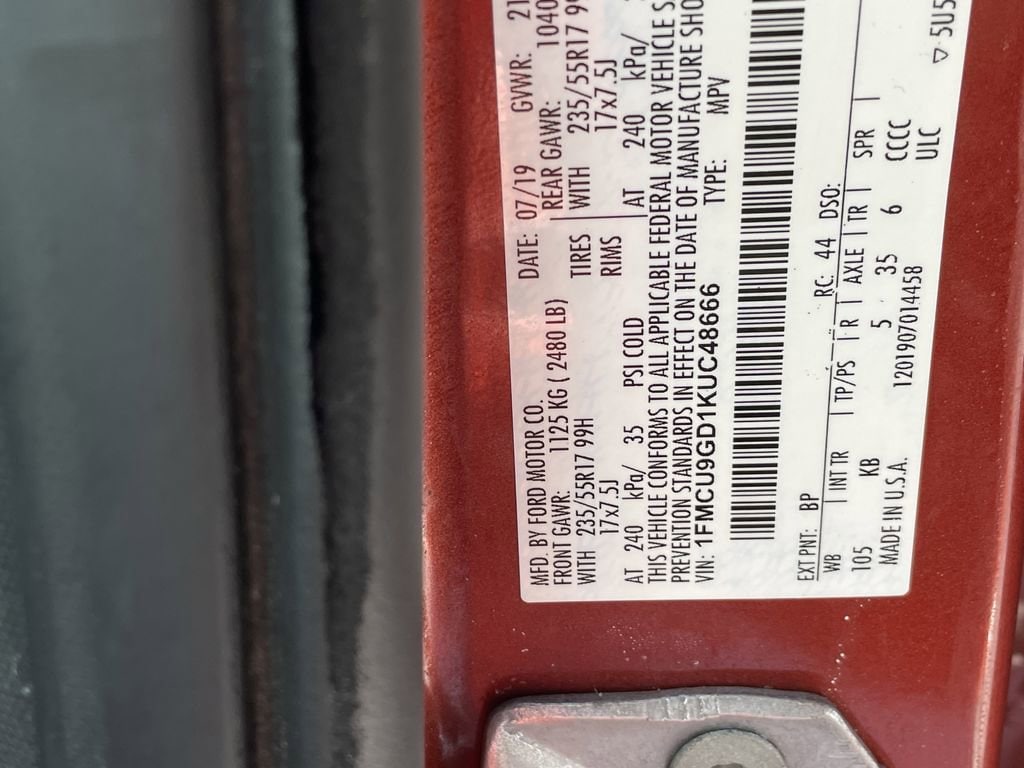 MFD. BY FORD MOTOR CO.
DATE: 07/19 GVWR: 21
FRONT GAWR: 1125 KG ( 2480 LB) REAR GAWR: 1040
WITH 235/55R17 99H TIRES WITH 235/55R17 99
17x7.5J RIMS 17x7.5J
AT 240 kPa/ 35 PSI COLD AT 240 kPa/
THIS VEHICLE CONFORMS TO ALL APPLICABLE FEDERAL MOTOR VEHICLE S
PREVENTION STANDARDS IN EFFECT ON THE DATE OF MANUFACTURE SHO
VIN: 1FMCU9GD1KUC48666 TYPE: MPV
EXT PNT: BP RC: 44 DSO:
WB | INT TR | TP/PS | R | AXLE | TR | SPR |
105 KB 5 35 6 CCCC
MADE IN U.S.A. 1201907014458 ULC
▽ 5U5